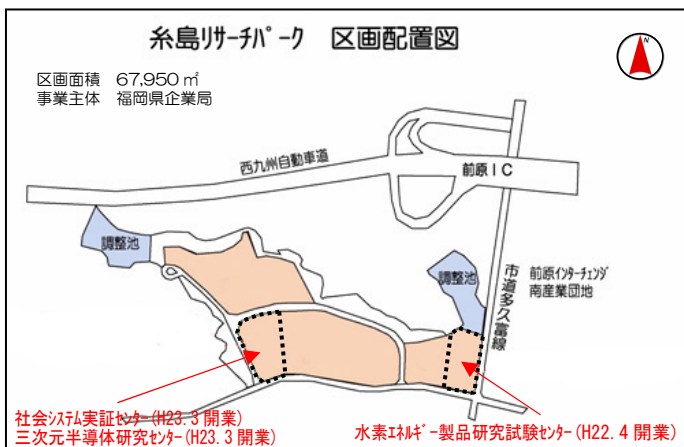 糸島ﾘｻｰﾁﾊﾟｰｸ　区画配置図
N
区画面積　67,950 ㎡
事業主体　福岡県企業局
西九州自動車道
前原ＩＣ
調整池
調整池
前原ｲﾝﾀｰﾁｪﾝｼﾞ
南産業団地
市道多久富線
社会ｼｽﾃﾑ実証ｾﾝﾀｰ(H23.3開業)
三次元半導体研究ｾﾝﾀｰ(H23.3開業)
水素ｴﾈﾙｷﾞｰ製品研究試験ｾﾝﾀｰ(H22.4開業)